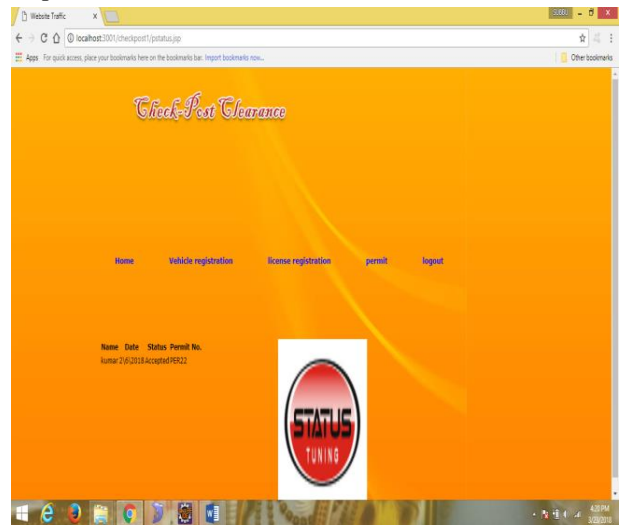 Website Traffic
localhost:3001/checkpost1/pstatus.jsp
Apps For quick access, place your bookmarks here on the bookmarks bar. Import bookmarks now...
Other bookmarks
Check-Post Clearance
Home Vehicle registration license registration permit logout
Name Date Status Permit No.
kumar 2\6\2018 Accepted PER22
STATUS
TUNING
4:20 PM